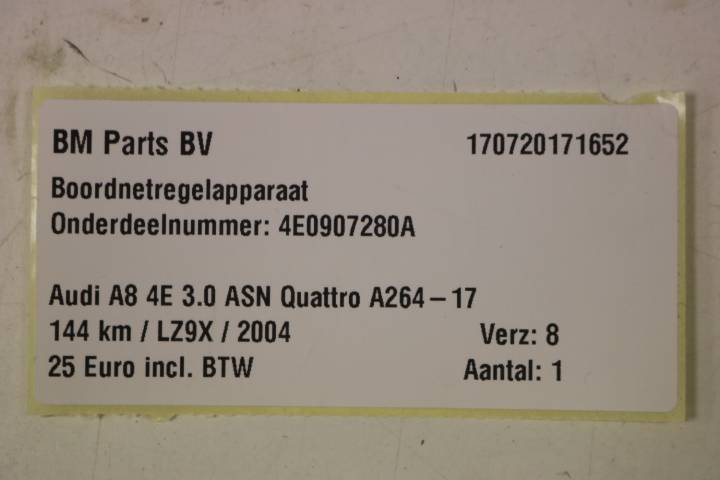 BM Parts BV 170720171652
Boordnetregelapparaat
Onderdeelnummer: 4E0907280A
Audi A8 4E 3.0 ASN Quattro A264-17
144 km / LZ9X / 2004 Verz: 8
25 Euro incl. BTW Aantal: 1